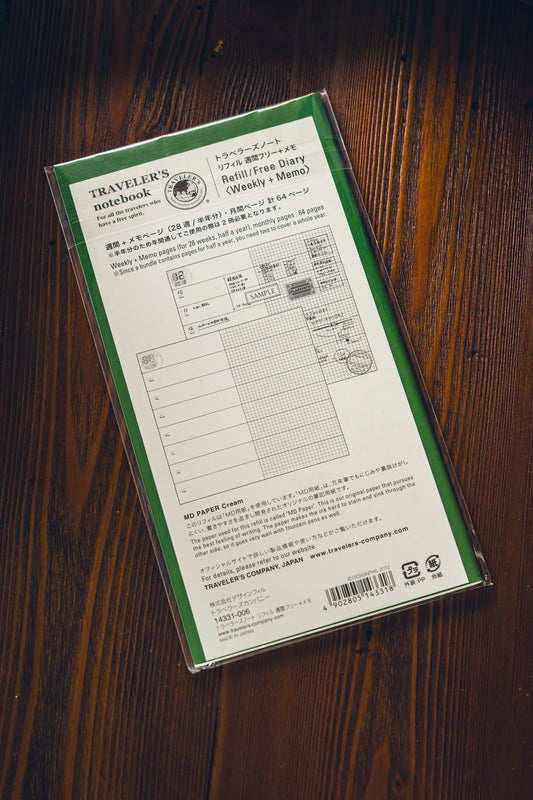 TRAVELER'S
notebook
For all the travelers who
have a free spirit.
TRAVELER'S
トラベラーズノート
リフィル 週間フリー+メモ
Refill/Free Diary
〈Weekly + Memo〉
週間 + メモページ (28 週 / 半年分)・月間ページ 計 64 ページ
※半年分のため年間通してご使用の際は 2 冊必要となります。
Weekly + Memo pages (for 28 weeks, half a year), monthly pages : 64 pages
※Since a bundle contains pages for half a year, you need two to cover a whole year.
12
SAMPLE
MD PAPER Cream
このリフィルは「MD用紙」を使用しています。「MD用紙」は、万年筆でもにじみや裏抜けがし
にくい、書きやすさを追求し開発されたオリジナルの筆記用紙です。
The paper used for this refill is called "MD Paper". This is our original paper that pursues
the best feeling of writing. The paper makes the ink hard to stain and sink through the
other side, so it goes very well with fountain pens as well.
オフィシャルサイトで詳しい製品情報や使い方などがご覧いただけます。
For details, please refer to our website.
TRAVELER'S COMPANY, JAPAN www.travelers-company.com
株式会社デザインフィル
トラベラーズカンパニー
14331-006
トラベラーズノート リフィル 週間フリー+メモ
www.travelers-company.com
MADE IN JAPAN
©DESIGNPHIL 2012
4 902805 143318
プラ
外装:PP
紙
台紙